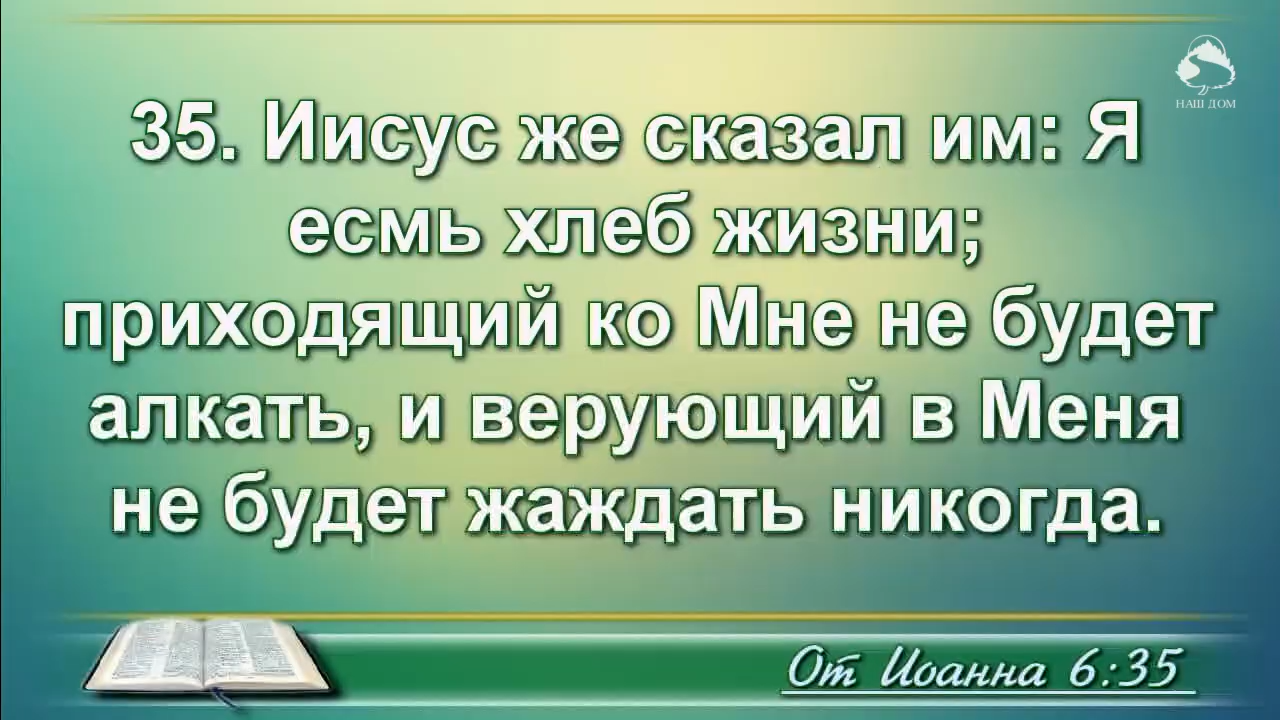 НАШ ДОМ
35. Иисус же сказал им: Я
есмь хлеб жизни;
приходящий ко Мне не будет
алкать, и верующий в Меня
не будет жаждать никогда.
От Иоанна 6:35